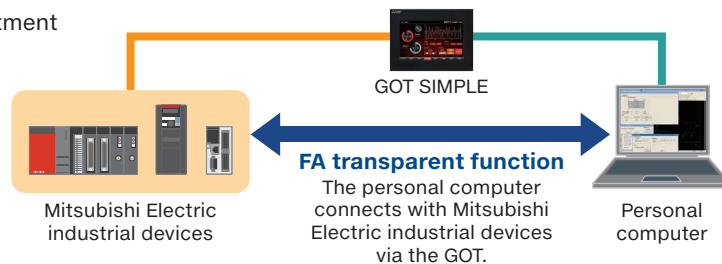 tment
GOT SIMPLE
FA transparent function
The personal computer
connects with Mitsubishi
Electric industrial devices
via the GOT.
Mitsubishi Electric
industrial devices
Personal
computer